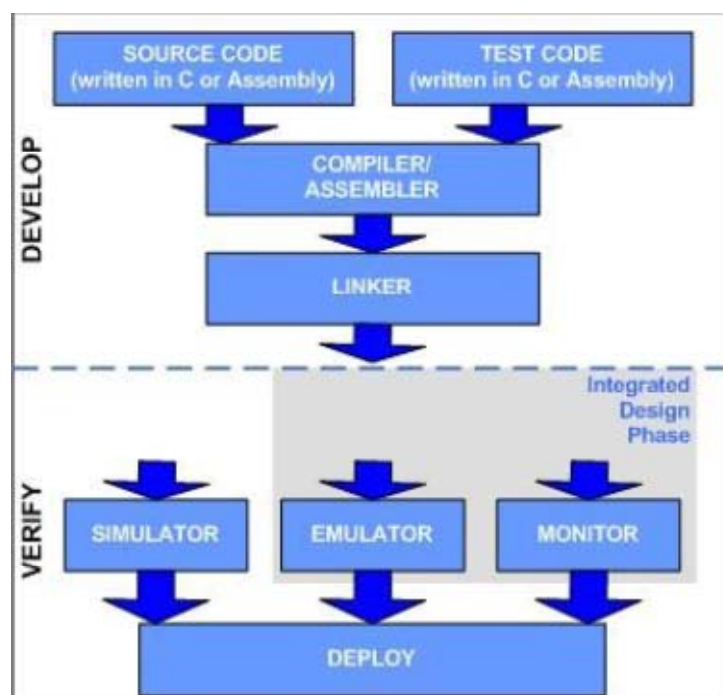 SOURCE CODE
(written in C or Assembly)
TEST CODE
(written in C or Assembly)
DEVELOP
COMPILER/
ASSEMBLER
LINKER
Integrated
Design
Phase
VERIFY
SIMULATOR
EMULATOR
MONITOR
DEPLOY